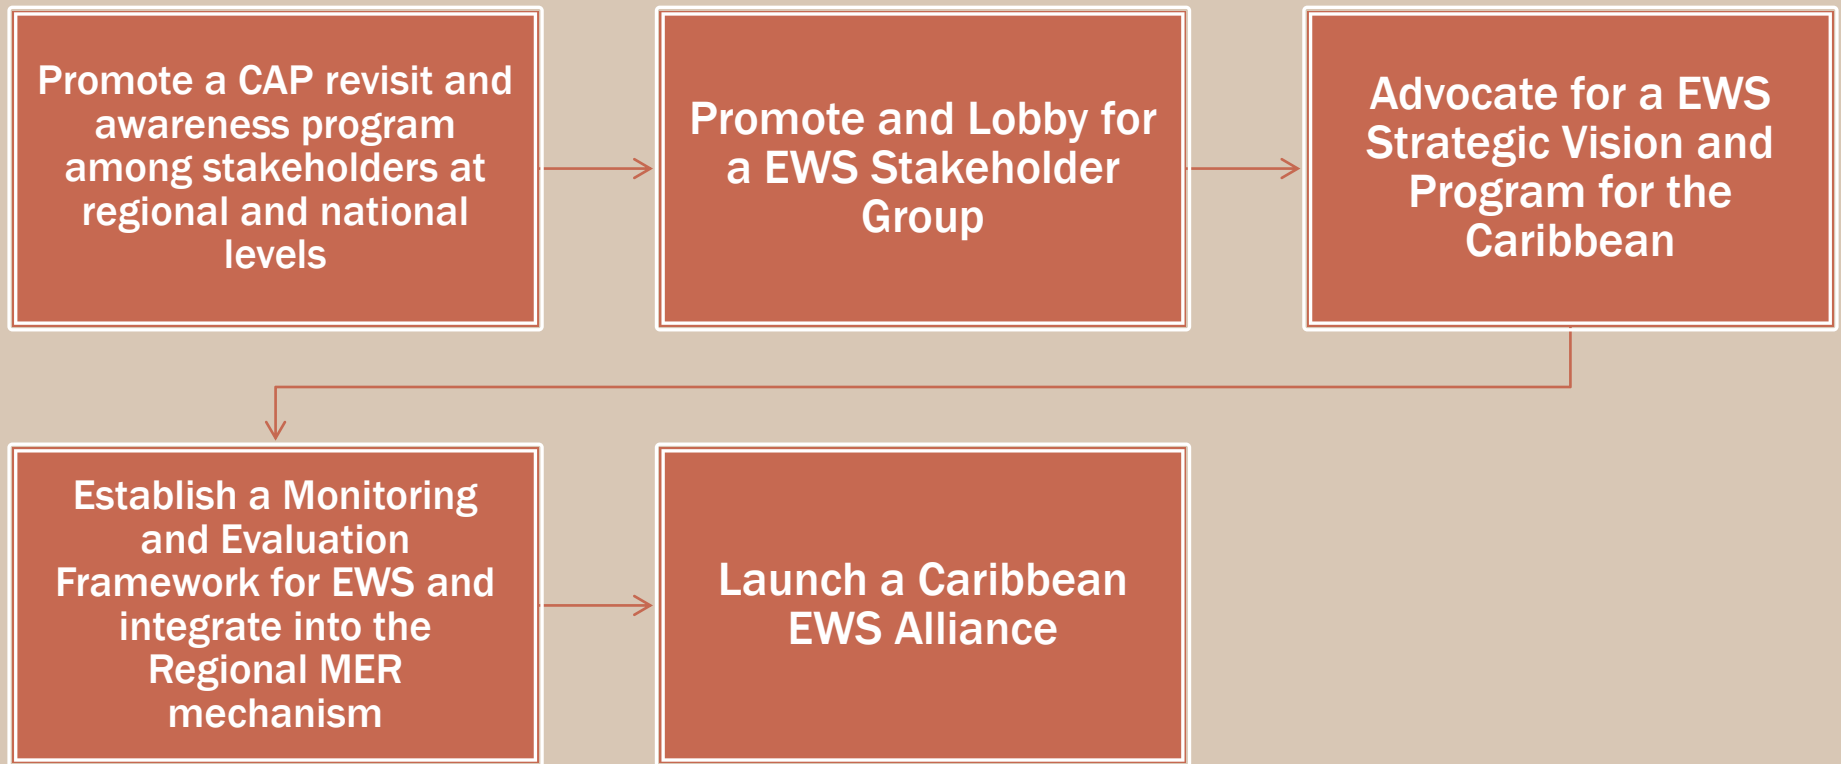 Promote a CAP revisit and
awareness program
among stakeholders at
regional and national
levels
Promote and Lobby for
a EWS Stakeholder
Group
Advocate for a EWS
Strategic Vision and
Program for the
Caribbean
Establish a Monitoring
and Evaluation
Framework for EWS and
integrate into the
Regional MER
mechanism
Launch a Caribbean
EWS Alliance